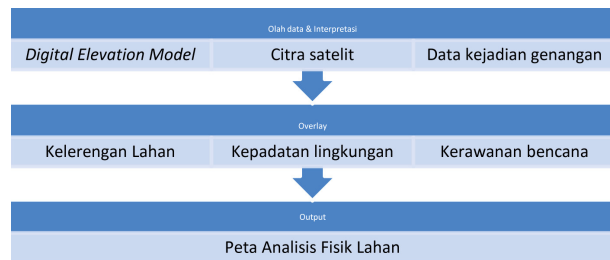 Olah data & Interpretasi
Digital Elevation Model Citra satelit Data kejadian genangan
Overlay
Kelerengan Lahan Kepadatan lingkungan Kerawanan bencana
Output
Peta Analisis Fisik Lahan